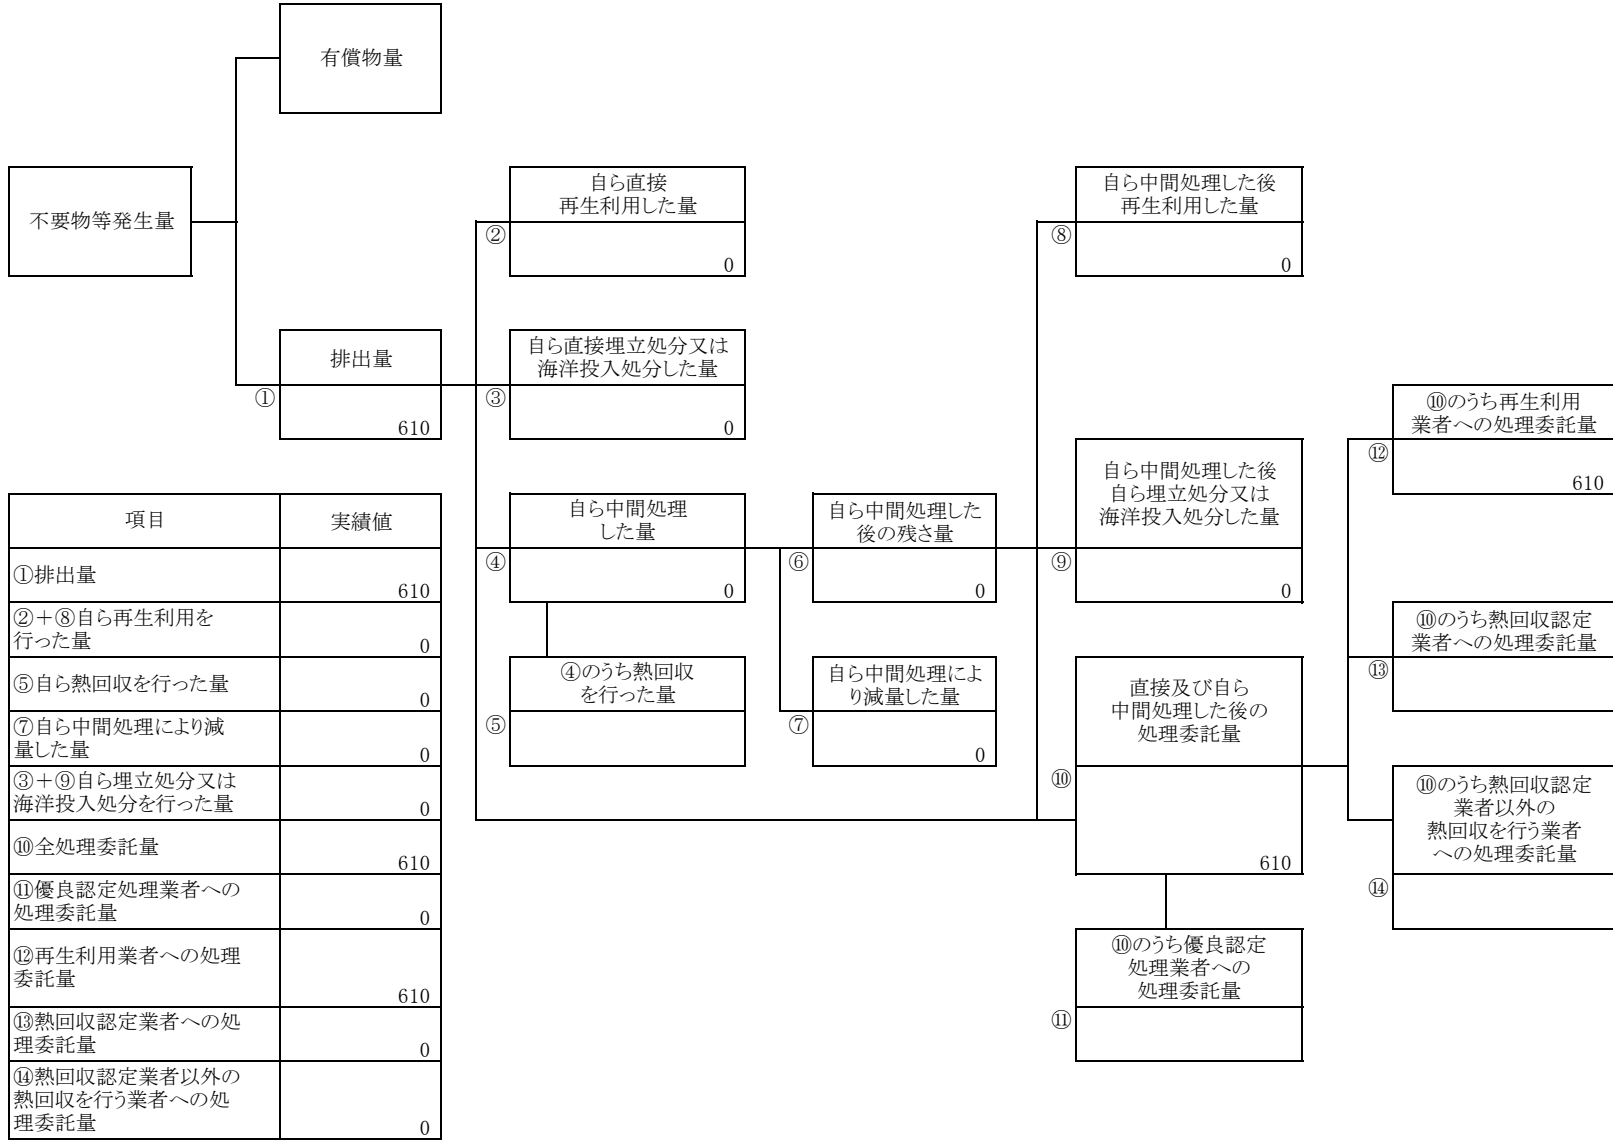 有償物量
不要物等発生量
自ら直接
再生利用した量
②
0
自ら中間処理した後
再生利用した量
⑧
0
排出量
①
610
自ら直接埋立処分又は
海洋投入処分した量
③
0
⑩のうち再生利用
業者への処理委託量
⑫
610
自ら中間処理
した量
④
0
自ら中間処理した
後の残さ量
⑥
0
自ら中間処理した後
自ら埋立処分又は
海洋投入処分した量
⑨
0
⑩のうち熱回収認定
業者への処理委託量
⑬
④のうち熱回収
を行った量
⑤
自ら中間処理によ
り減量した量
⑦
0
直接及び自ら
中間処理した後の
処理委託量
⑩
610
⑩のうち熱回収認定
業者以外の
熱回収を行う業者
への処理委託量
⑭
⑩のうち優良認定
処理業者への
処理委託量
⑪
項目 実績値
①排出量
610
②＋⑧自ら再生利用を
行った量
0
⑤自ら熱回収を行った量
0
⑦自ら中間処理により減
量した量
0
③＋⑨自ら埋立処分又は
海洋投入処分を行った量
0
⑩全処理委託量
610
⑪優良認定処理業者への
処理委託量
0
⑫再生利用業者への処理
委託量
610
⑬熱回収認定業者への処
理委託量
0
⑭熱回収認定業者以外の
熱回収を行う業者への処
理委託量
0